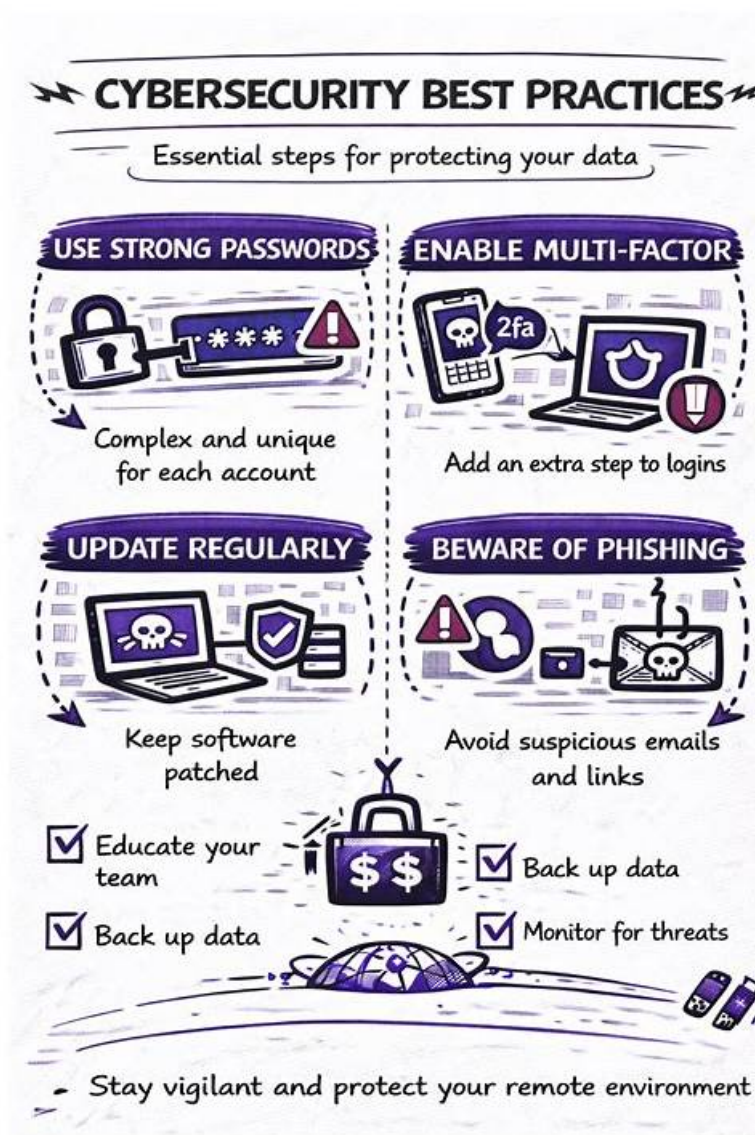 CYBERSECURITY BEST PRACTICES
Essential steps for protecting your data
USE STRONG PASSWORDS
****
Complex and unique
for each account
ENABLE MULTI-FACTOR
2fa
Add an extra step to logins
UPDATE REGULARLY
Keep software
patched
BEWARE OF PHISHING
Avoid suspicious emails
and links
$$
Educate your
team
Back up data
Back up data
Monitor for threats
Stay vigilant and protect your remote environment